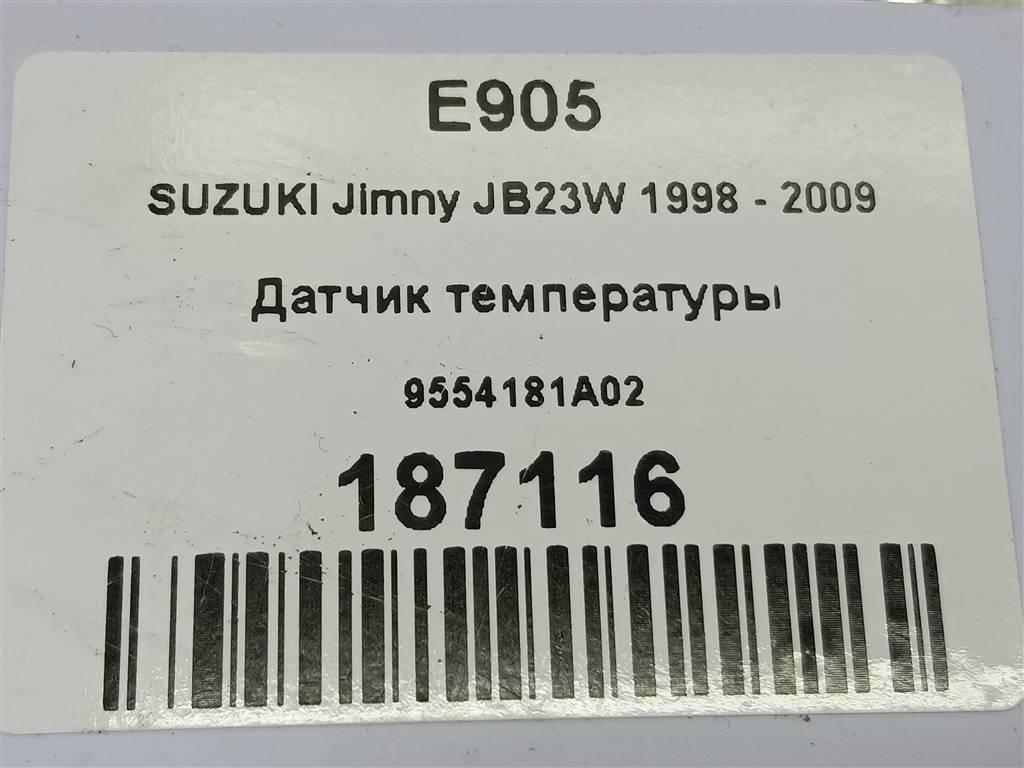 E905
SUZUKI Jimny JB23W 1998 - 2009
Датчик температуры
9554181A02
187116